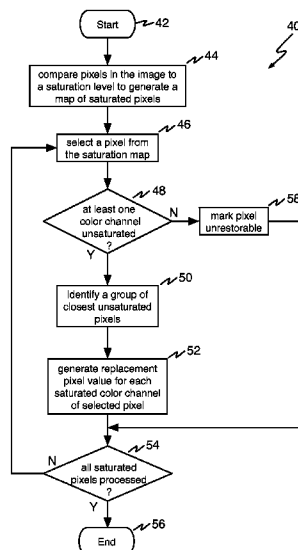 Start
42
40
44
compare pixels in the image to
a saturation level to generate a
map of saturated pixels
46
select a pixel from
the saturation map
48
at least one
color channel
unsaturated
?
N
Y
58
mark pixel
unrestorable
50
identify a group of
closest unsaturated
pixels
52
generate replacement
pixel value for each
saturated color channel
of selected pixel
54
all saturated
pixels processed
?
N
Y
End
56